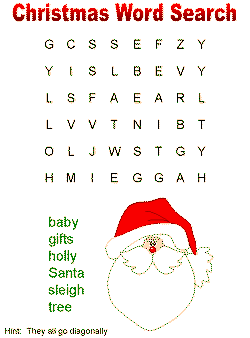 Christmas Word Search
G C S S E F Z Y
Y I S L B E V Y
L S F A E A R L
L V V T N I B T
O L J W S T G Y
H M I E G G A H
baby
gifts
holly
Santa
sleigh
tree
Hint: They all go diagonally